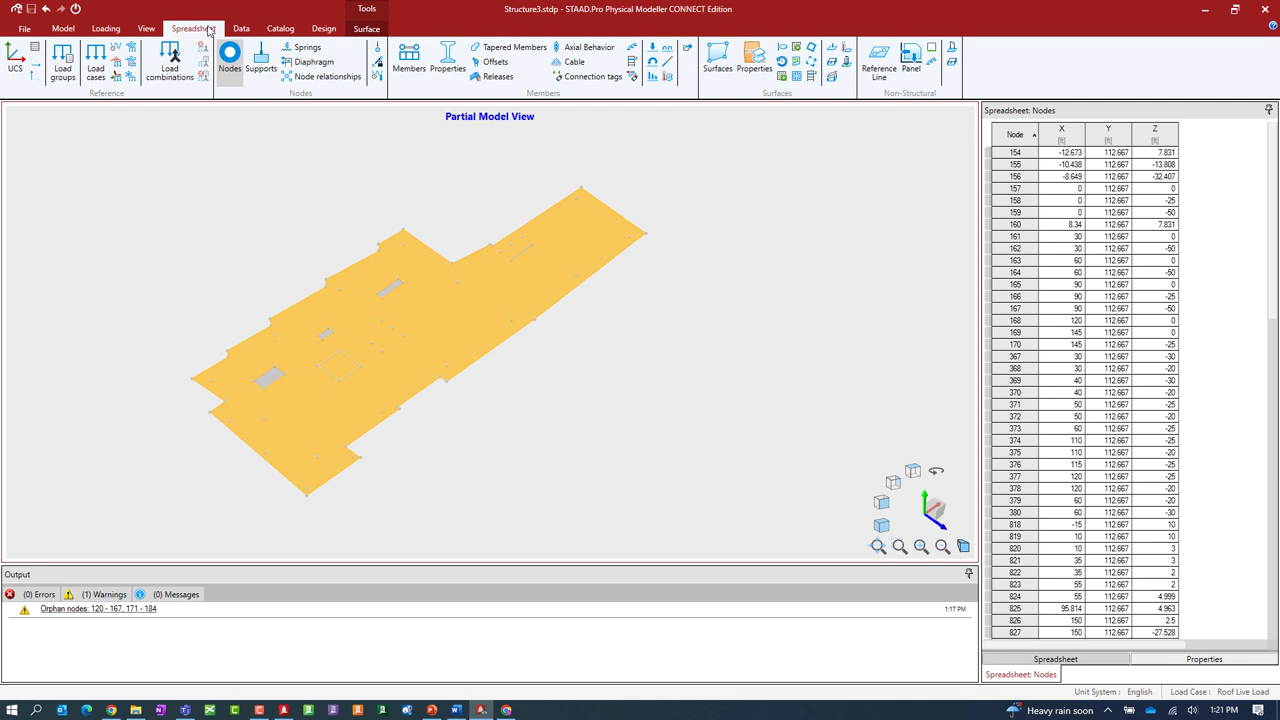 Tools
Structure3.stdp - STAAD.Pro Physical Modeller CONNECT Edition
File Model Loading View Spreadsheet Data Catalog Design Surface
UCS
Load groups
Load cases
Load combinations
Reference
Nodes
Supports
Springs
Diaphragm
Node relationships
Nodes
Members
Properties
Tapered Members
Offsets
Releases
Axial Behavior
Cable
Connection tags
Members
Surfaces
Properties
Surfaces
Reference Line
Panel
Non-Structural
Partial Model View
Spreadsheet: Nodes
Node X Y Z
[ft] [ft] [ft]
154 -12.673 112.667 7.831
155 -10.438 112.667 -13.808
156 -8.649 112.667 -32.407
157 0 112.667 0
158 0 112.667 -25
159 0 112.667 -50
160 8.34 112.667 7.831
161 30 112.667 0
162 30 112.667 -50
163 60 112.667 0
164 60 112.667 -50
165 90 112.667 0
166 90 112.667 -25
167 90 112.667 -50
168 120 112.667 0
169 145 112.667 0
170 145 112.667 -25
367 30 112.667 -30
368 30 112.667 -20
369 40 112.667 -30
370 40 112.667 -20
371 50 112.667 -25
372 50 112.667 -20
373 60 112.667 -25
374 110 112.667 -25
375 110 112.667 -20
376 115 112.667 -25
377 120 112.667 -25
378 120 112.667 -20
379 60 112.667 -20
380 60 112.667 -30
818 -15 112.667 10
819 10 112.667 10
820 10 112.667 3
821 35 112.667 3
822 35 112.667 2
823 55 112.667 2
824 55 112.667 4.999
825 95.814 112.667 4.963
826 150 112.667 2.5
827 150 112.667 -27.528
Output
(0) Errors (1) Warnings (0) Messages
Orphan nodes: 120 - 167, 171 - 184 1:17 PM
Spreadsheet Properties
Spreadsheet: Nodes
Unit System : English Load Case : Roof Live Load
Heavy rain soon 1:21 PM